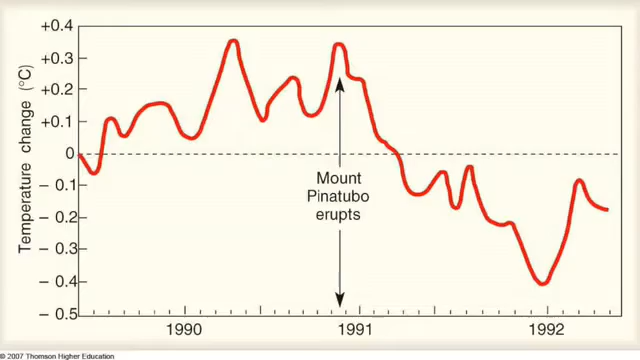 +0.4
+0.3
+0.2
+0.1
0
– 0.1
– 0.2
– 0.3
– 0.4
– 0.5
Temperature change (°C)
Mount
Pinatubo
erupts
1990
1991
1992
© 2007 Thomson Higher Education